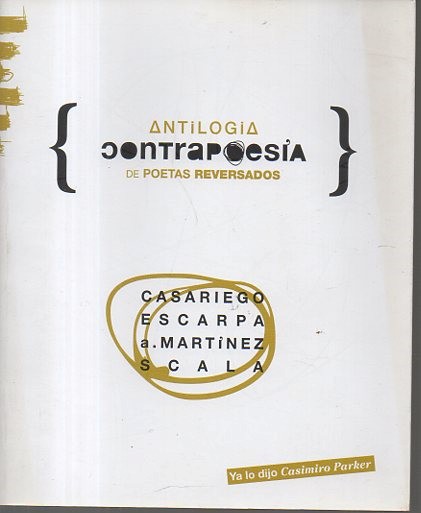 ANTiLOGiA
contrapoesía
DE POETAS REVERSADOS
CASARIEGO
ESCARPA
a.MARTíNEZ
SCALA
Ya lo dijo Casimiro Parker